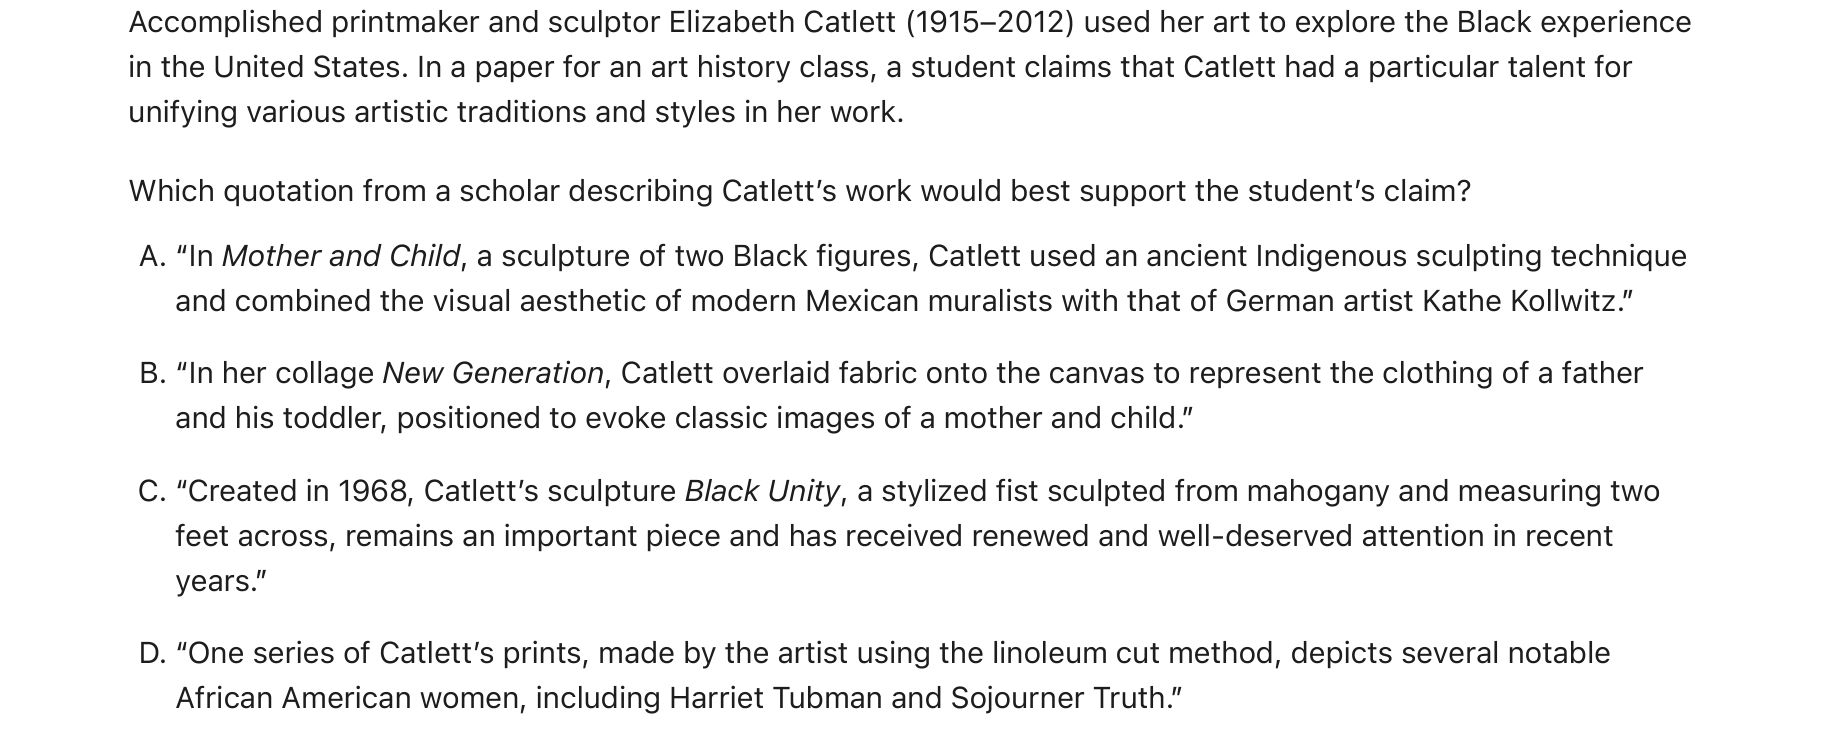 Accomplished printmaker and sculptor Elizabeth Catlett (1915–2012) used her art to explore the Black experience
in the United States. In a paper for an art history class, a student claims that Catlett had a particular talent for
unifying various artistic traditions and styles in her work.
Which quotation from a scholar describing Catlett’s work would best support the student’s claim?
A. “In Mother and Child, a sculpture of two Black figures, Catlett used an ancient Indigenous sculpting technique
and combined the visual aesthetic of modern Mexican muralists with that of German artist Kathe Kollwitz.”
B. “In her collage New Generation, Catlett overlaid fabric onto the canvas to represent the clothing of a father
and his toddler, positioned to evoke classic images of a mother and child.”
C. “Created in 1968, Catlett’s sculpture Black Unity, a stylized fist sculpted from mahogany and measuring two
feet across, remains an important piece and has received renewed and well-deserved attention in recent
years.”
D. “One series of Catlett’s prints, made by the artist using the linoleum cut method, depicts several notable
African American women, including Harriet Tubman and Sojourner Truth.”